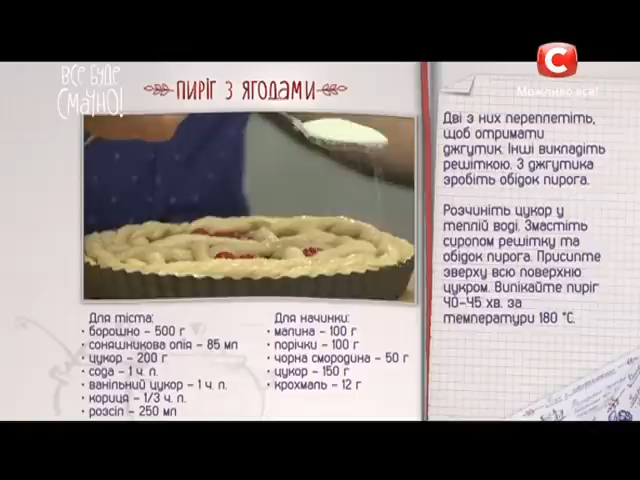 ВСЕ БУДЕ
СМАЧНО!
ПИРІГ З ЯГОДАМИ
С
Можливо все!
Для тіста:
• борошно – 500 г
• соняшникова олія – 85 мл
• цукор – 200 г
• сода – 1 ч. л.
• ванільний цукор – 1 ч. л.
• кориця – 1/3 ч. л.
• розсіл – 250 мл
Для начинки:
• малина – 100 г
• порічки – 100 г
• чорна смородина – 50 г
• цукор – 150 г
• крохмаль – 12 г
Дві з них переплетіть,
щоб отримати
джгутик. Інші викладіть
решіткою. З джгутика
зробіть обідок пирога.
Розчиніть цукор у
теплій воді. Змастіть
сиропом решітку та
обідок пирога. Присипте
зверху всю поверхню
цукром. Випікайте пиріг
40–45 хв. за
температури 180 °C.